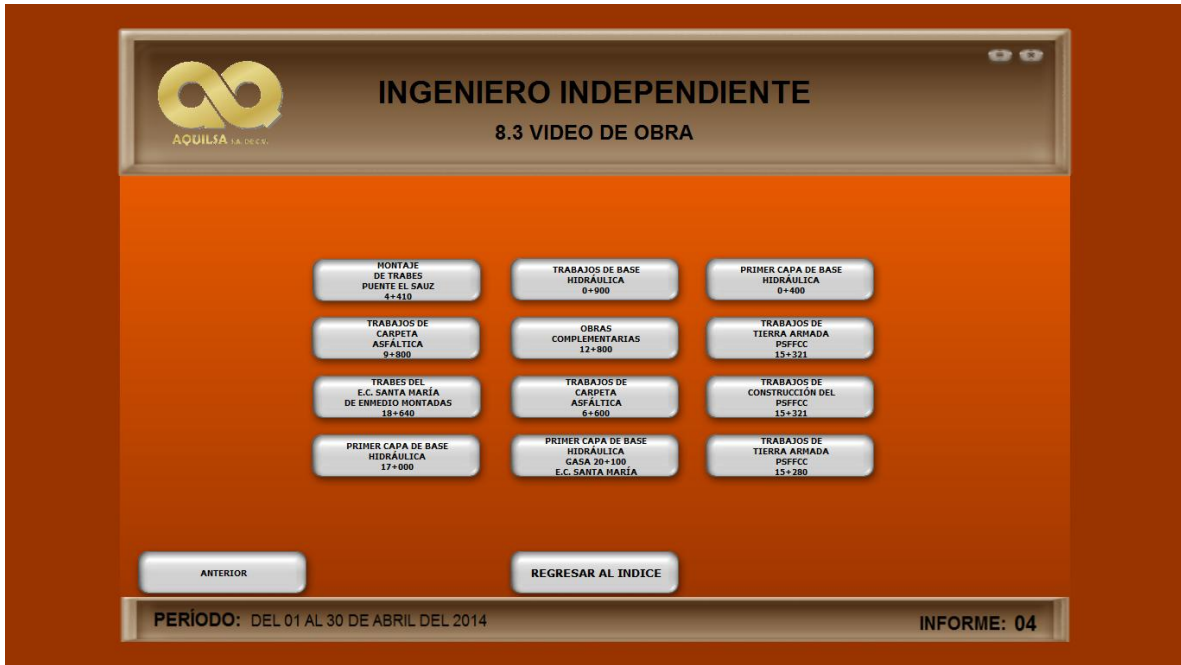 INGENIERO INDEPENDIENTE
8.3 VIDEO DE OBRA
AQUILSA S.A. DE C.V.
MONTAJE
DE TRABES
PUENTE EL SAUZ
4+410
TRABAJOS DE BASE
HIDRÁULICA
0+900
PRIMER CAPA DE BASE
HIDRÁULICA
0+400
TRABAJOS DE
CARPETA
ASFÁLTICA
9+800
OBRAS
COMPLEMENTARIAS
12+800
TRABAJOS DE
TIERRA ARMADA
PSFFCC
15+321
TRABES DEL
E.C. SANTA MARÍA
DE ENMEDIO MONTADAS
18+640
TRABAJOS DE
CARPETA
ASFÁLTICA
6+600
TRABAJOS DE
CONSTRUCCIÓN DEL
PSFFCC
15+321
PRIMER CAPA DE BASE
HIDRÁULICA
17+000
PRIMER CAPA DE BASE
HIDRÁULICA
GASA 20+100
E.C. SANTA MARÍA
TRABAJOS DE
TIERRA ARMADA
PSFFCC
15+280
ANTERIOR
REGRESAR AL INDICE
PERÍODO: DEL 01 AL 30 DE ABRIL DEL 2014
INFORME: 04